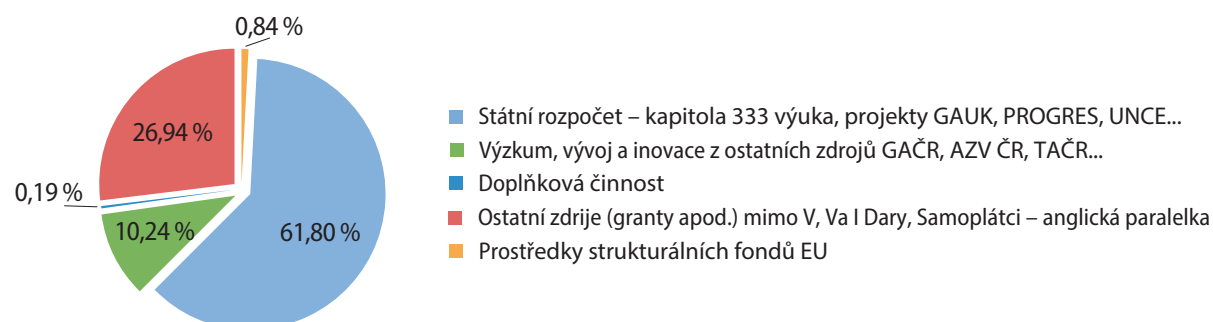 0,84 %
26,94 %
0,19 %
10,24 %
61,80 %
Státní rozpočet – kapitola 333 výuka, projekty GAUK, PROGRES, UNCE...
Výzkum, vývoj a inovace z ostatních zdrojů GAČR, AZV ČR, TAČR...
Doplňková činnost
Ostatní zdrije (granty apod.) mimo V, Va I Dary, Samoplátci – anglická paralelka
Prostředky strukturálních fondů EU